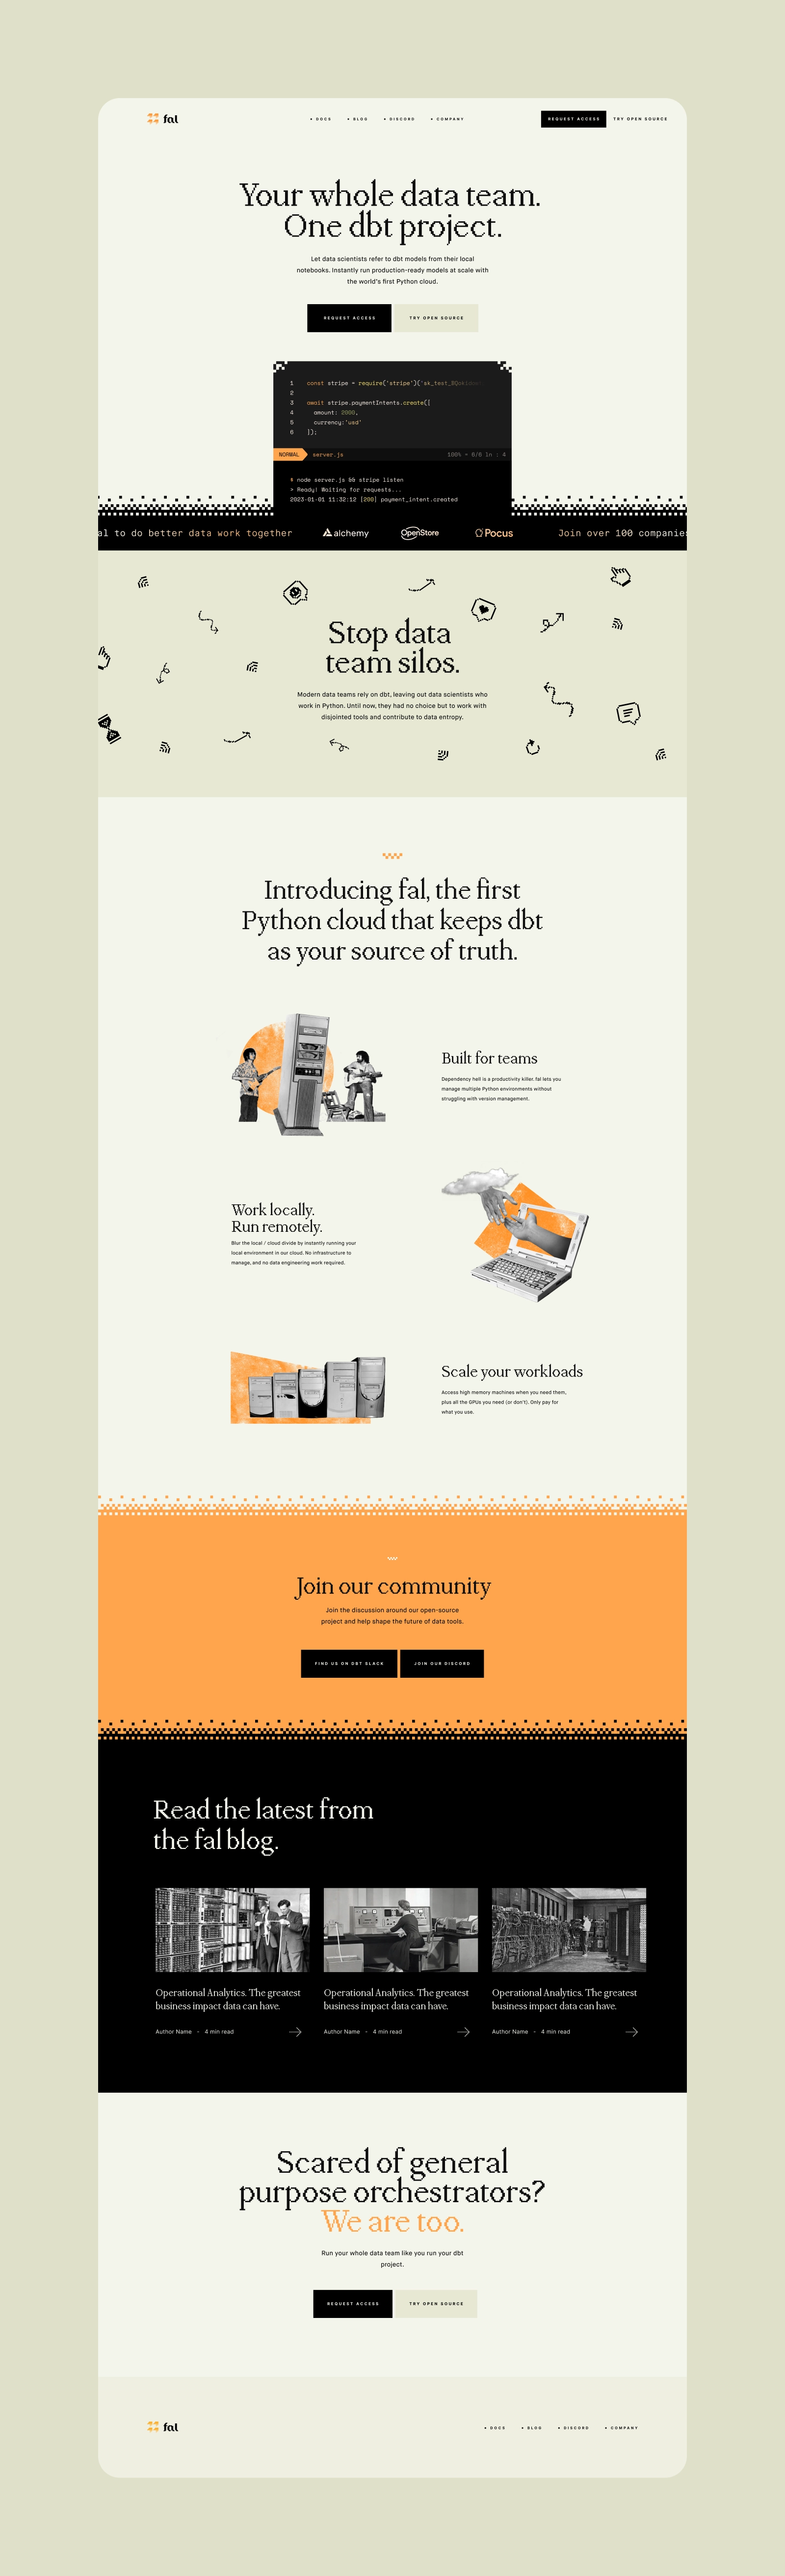 fal
DOCS
BLOG
DISCORD
COMPANY
REQUEST ACCESS
TRY OPEN SOURCE
Your whole data team.
One dbt project.
Let data scientists refer to dbt models from their local
notebooks. Instantly run production-ready models at scale with
the world's first Python cloud.
REQUEST ACCESS
TRY OPEN SOURCE
1 const stripe = require('stripe')('sk_test_BQokikJ
2
3 await stripe.paymentIntents.create({
4 amount: 2000,
5 currency:'usd'
6 });
NORMAL server.js 100% ≡ 6/6 ln : 4
$ node server.js && stripe listen
> Ready! Waiting for requests...
2023-01-01 11:32:12 [200] payment_intent.created
al to do better data work together
alchemy
OpenStore
Pocus
Join over 100 companies
Stop data
team silos.
Modern data teams rely on dbt, leaving out data scientists who
work in Python. Until now, they had no choice but to work with
disjointed tools and contribute to data entropy.
Introducing fal, the first
Python cloud that keeps dbt
as your source of truth.
Built for teams
Dependency hell is a productivity killer. fal lets you
manage multiple Python environments without
struggling with version management.
Work locally.
Run remotely.
Blur the local / cloud divide by instantly running your
local environment in our cloud. No infrastructure to
manage, and no data engineering work required.
Scale your workloads
Access high memory machines when you need them,
plus all the GPUs you need (or don't). Only pay for
what you use.
Join our community
Join the discussion around our open-source
project and help shape the future of data tools.
FIND US ON DBT SLACK
JOIN OUR DISCORD
Read the latest from
the fal blog.
Operational Analytics. The greatest
business impact data can have.
Author Name - 4 min read
Operational Analytics. The greatest
business impact data can have.
Author Name - 4 min read
Operational Analytics. The greatest
business impact data can have.
Author Name - 4 min read
Scared of general
purpose orchestrators?
We are too.
Run your whole data team like you run your dbt
project.
REQUEST ACCESS
TRY OPEN SOURCE
fal
DOCS
BLOG
DISCORD
COMPANY